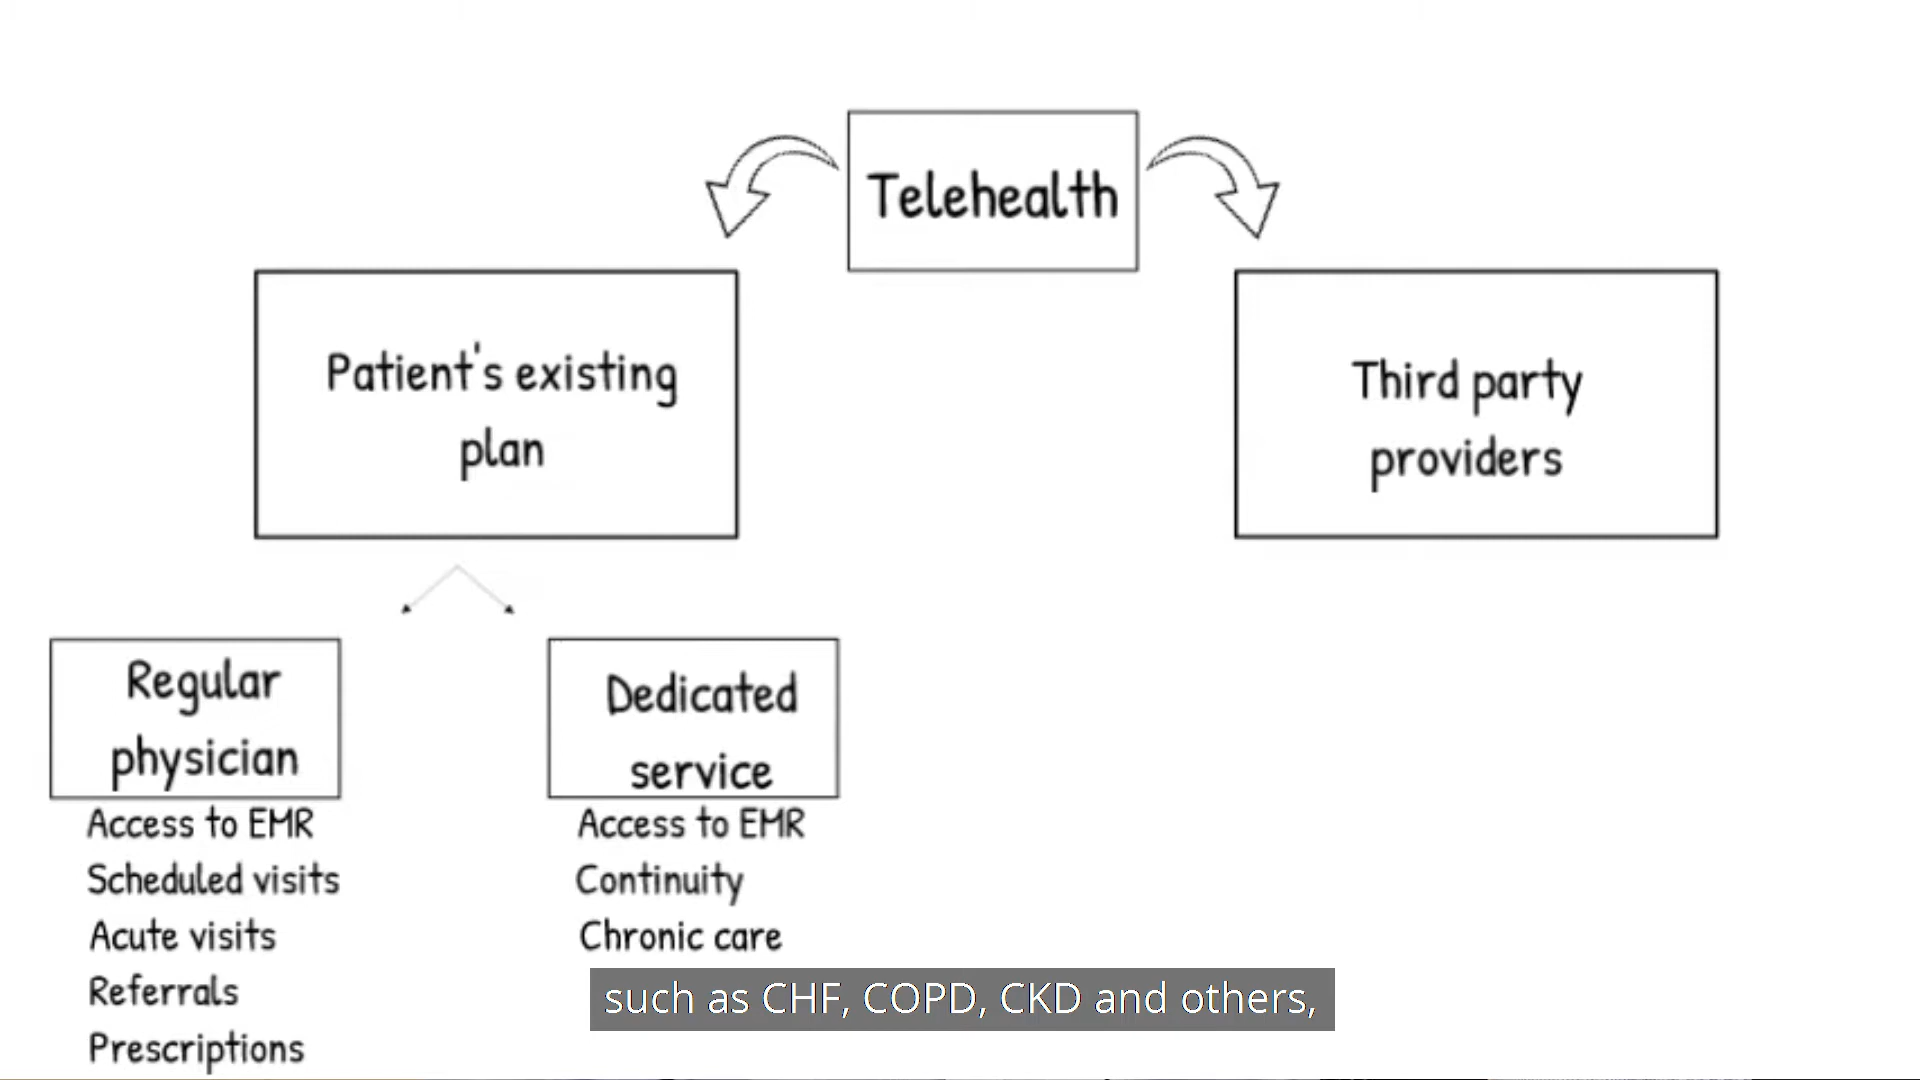 Telehealth
Patient's existing
plan
Third party
providers
Regular
physician
Access to EMR
Scheduled visits
Acute visits
Referrals
Prescriptions
Dedicated
service
Access to EMR
Continuity
Chronic care
such as CHF, COPD, CKD and others,